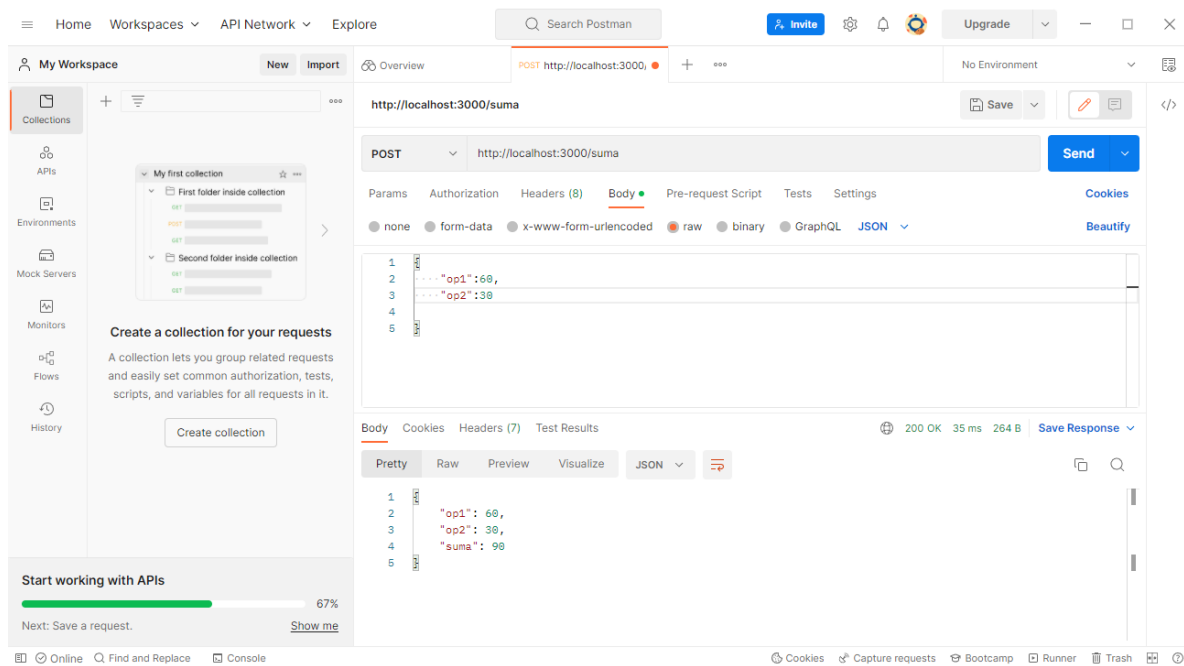 Home Workspaces API Network Explore Search Postman Invite Upgrade
My Workspace New Import Overview POST http://localhost:3000/ No Environment
Collections
APIs
Environments
Mock Servers
Monitors
Flows
History
My first collection
First folder inside collection
GET
POST
GET
Second folder inside collection
GET
GET
Create a collection for your requests
A collection lets you group related requests
and easily set common authorization, tests,
scripts, and variables for all requests in it.
Create collection
Start working with APIs
67%
Next: Save a request. Show me
http://localhost:3000/suma Save
POST http://localhost:3000/suma Send
Params Authorization Headers (8) Body Pre-request Script Tests Settings Cookies
none form-data x-www-form-urlencoded raw binary GraphQL JSON Beautify
1 {
2 "op1":60,
3 "op2":30
4
5 }
Body Cookies Headers (7) Test Results 200 OK 35 ms 264 B Save Response
Pretty Raw Preview Visualize JSON
1 {
2 "op1": 60,
3 "op2": 30,
4 "suma": 90
5 }
Online Find and Replace Console Cookies Capture requests Bootcamp Runner Trash